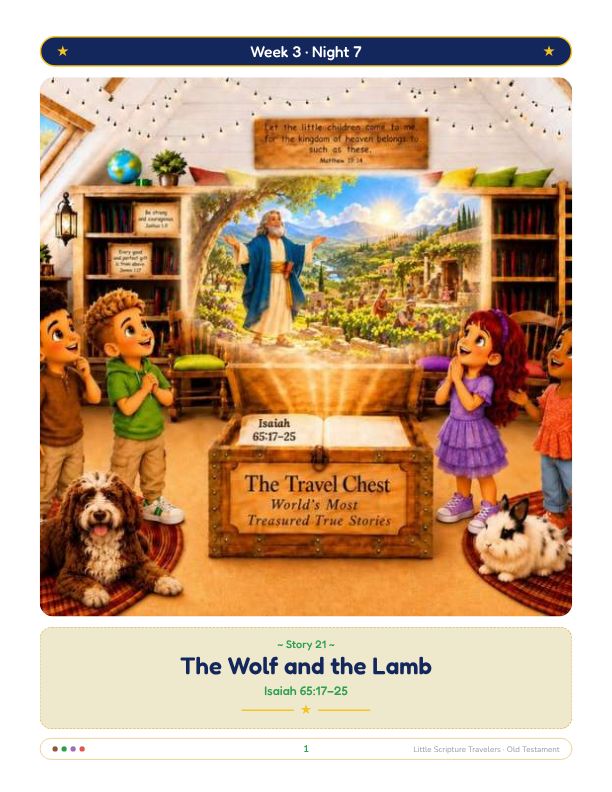 Week 3 · Night 7
Let the little children come to me,
for the kingdom of heaven belongs to
such as these.
Matthew 19:14
Be strong
and courageous.
Joshua 1:9
Every good
and perfect gift
is from above.
James 1:17
Isaiah
65:17–25
The Travel Chest
World's Most
Treasured True Stories
~ Story 21 ~
The Wolf and the Lamb
Isaiah 65:17–25
1
Little Scripture Travelers · Old Testament